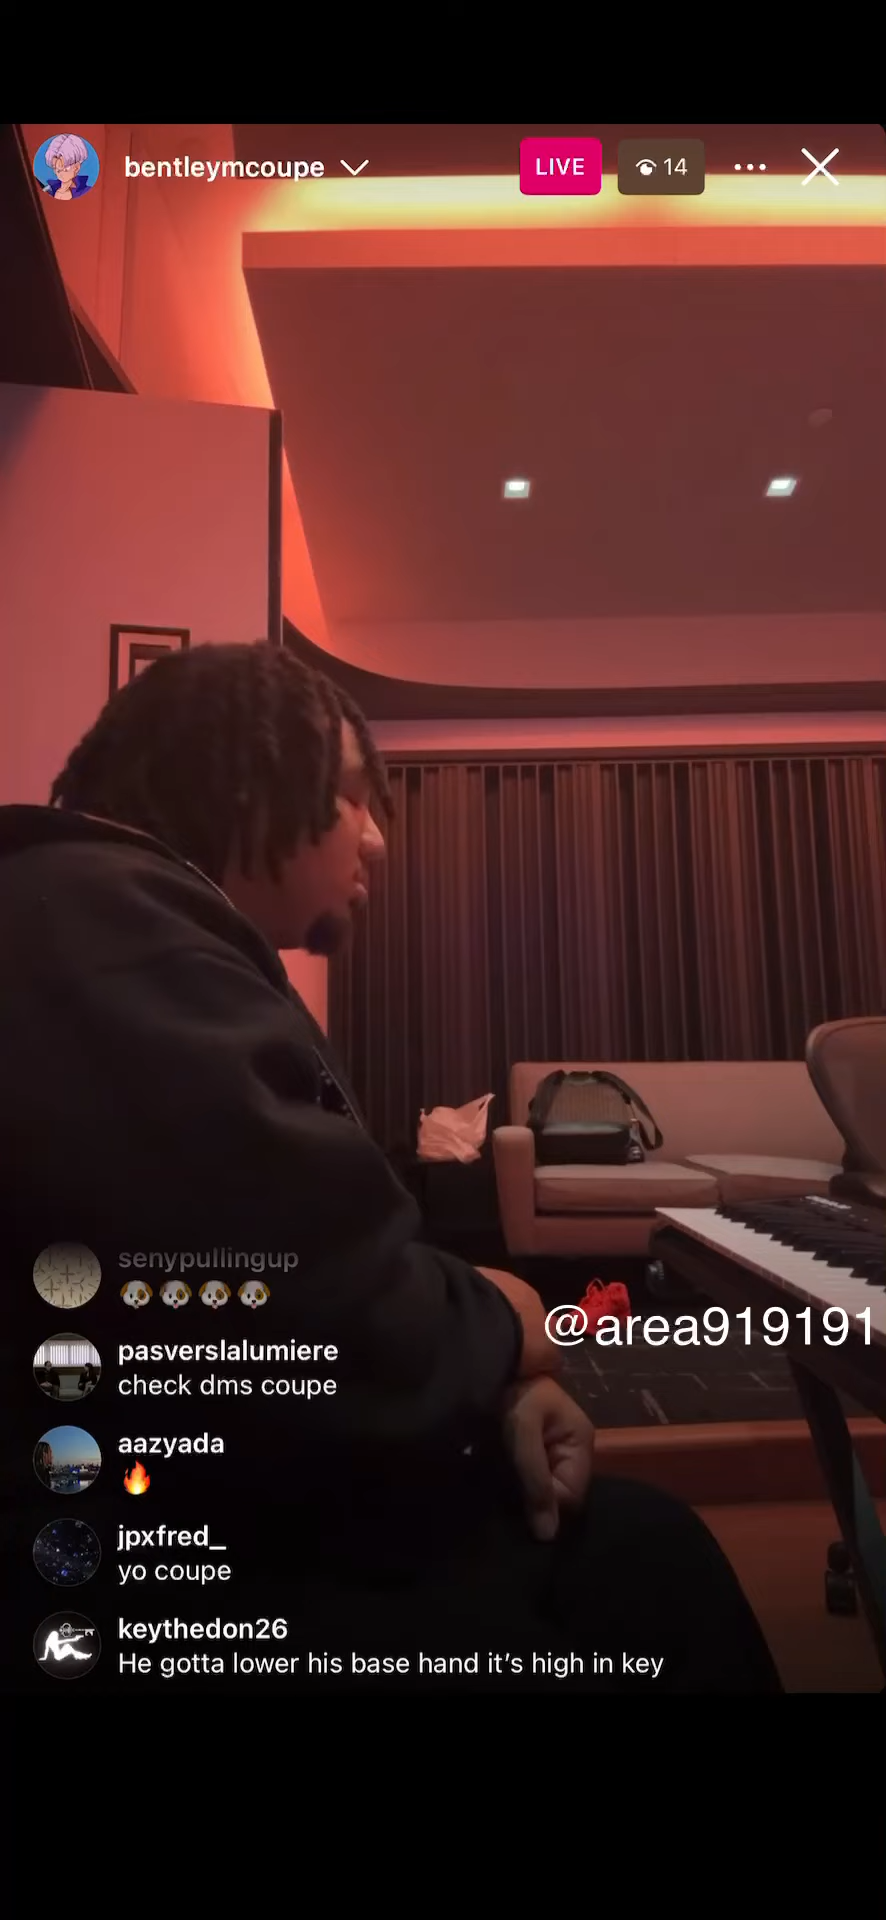 bentleymcoupe
LIVE
14
senypullingup
🐶 🐶 🐶 🐶
pasverslalumiere
check dms coupe
@area919191
aazyada
🔥
jpxfred_
yo coupe
keythedon26
He gotta lower his base hand it’s high in key